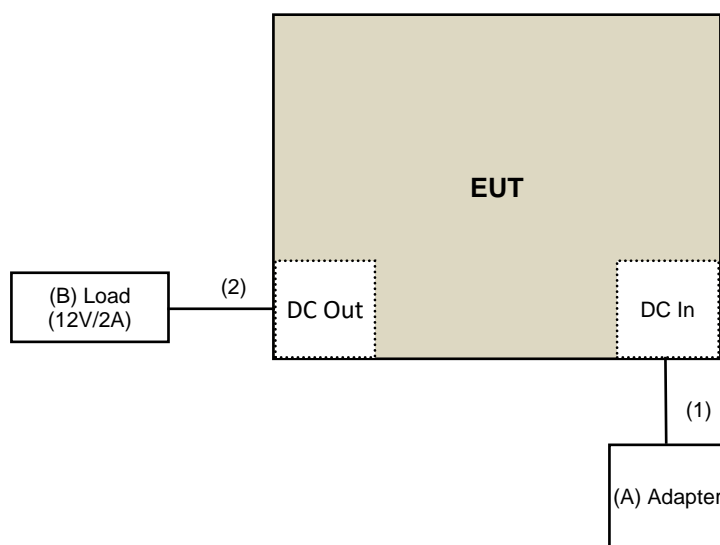 EUT
(2)
(B) Load
(12V/2A)
DC Out
DC In
(1)
(A) Adapter